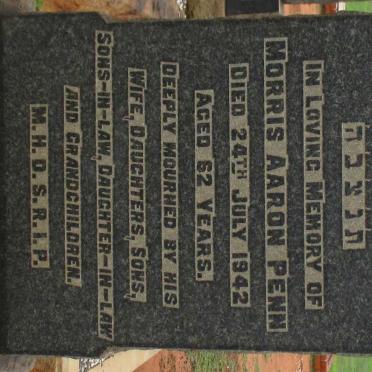 תנצבה
IN LOVING MEMORY OF
MORRIS AARON PENN
DIED 24TH JULY 1942
AGED 62 YEARS.
DEEPLY MOURNED BY HIS
WIFE, DAUGHTERS, SONS,
SONS-IN-LAW, DAUGHTER-IN-LAW
AND GRANDCHILDREN.
M.H.D.S.R.I.P.